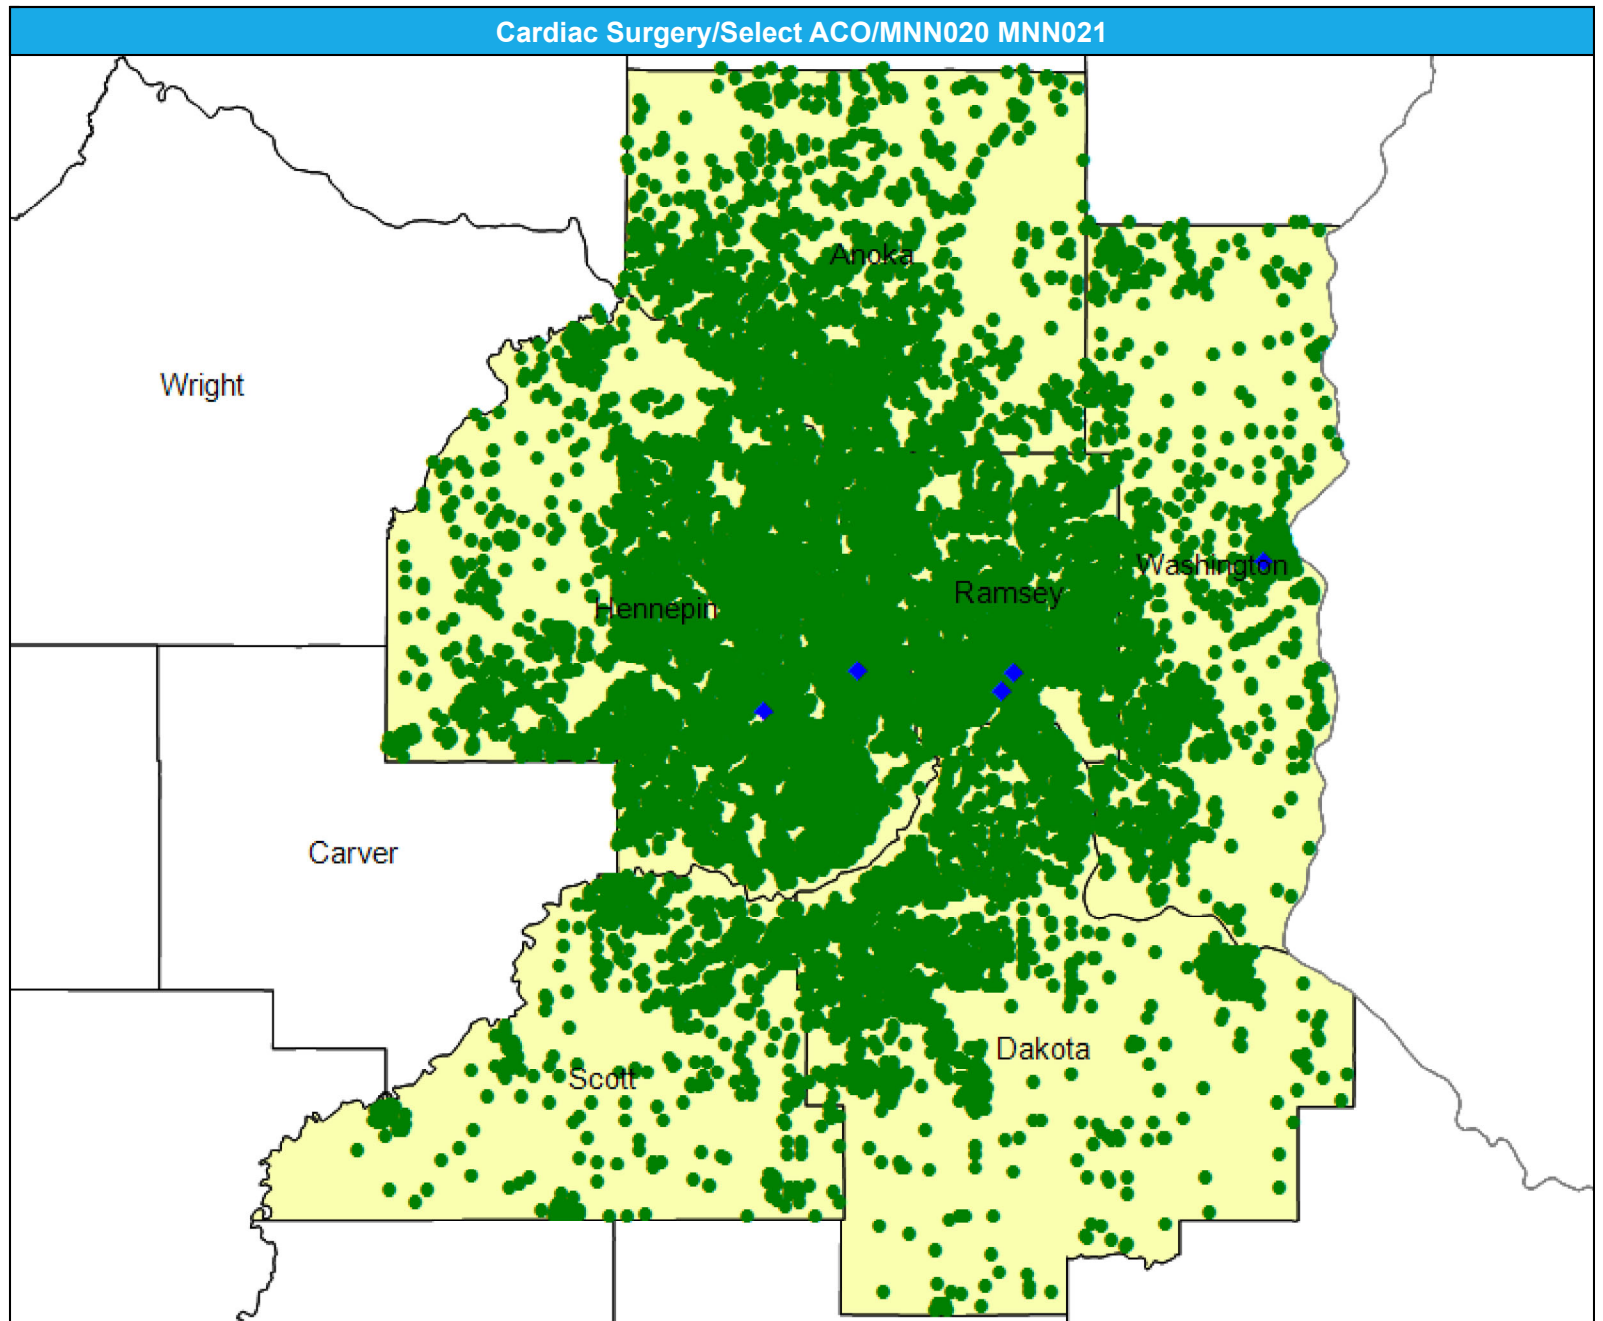 Cardiac Surgery/Select ACO/MNN020 MNN021
Anoka
Wright
Washington
Ramsey
Hennepin
Carver
Dakota
Scott